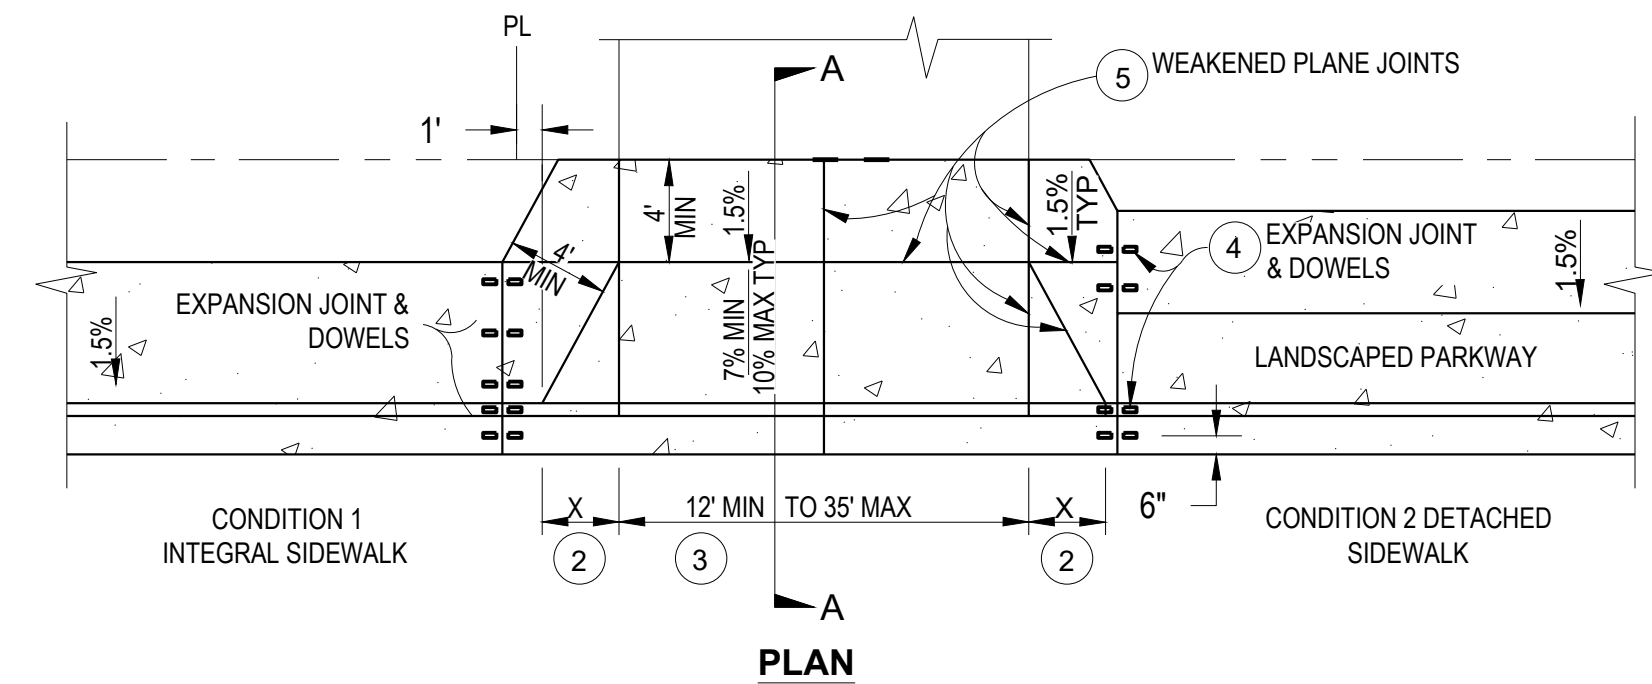 PL
A
5
WEAKENED PLANE JOINTS
1'
4'
MIN
1.5%
1.5%
TYP
4'
MIN
4
EXPANSION JOINT
& DOWELS
1.5%
EXPANSION JOINT &
DOWELS
1.5%
7% MIN
10% MAX TYP
LANDSCAPED PARKWAY
X
12' MIN TO 35' MAX
X
6"
CONDITION 1
INTEGRAL SIDEWALK
2
3
2
CONDITION 2 DETACHED
SIDEWALK
A
PLAN